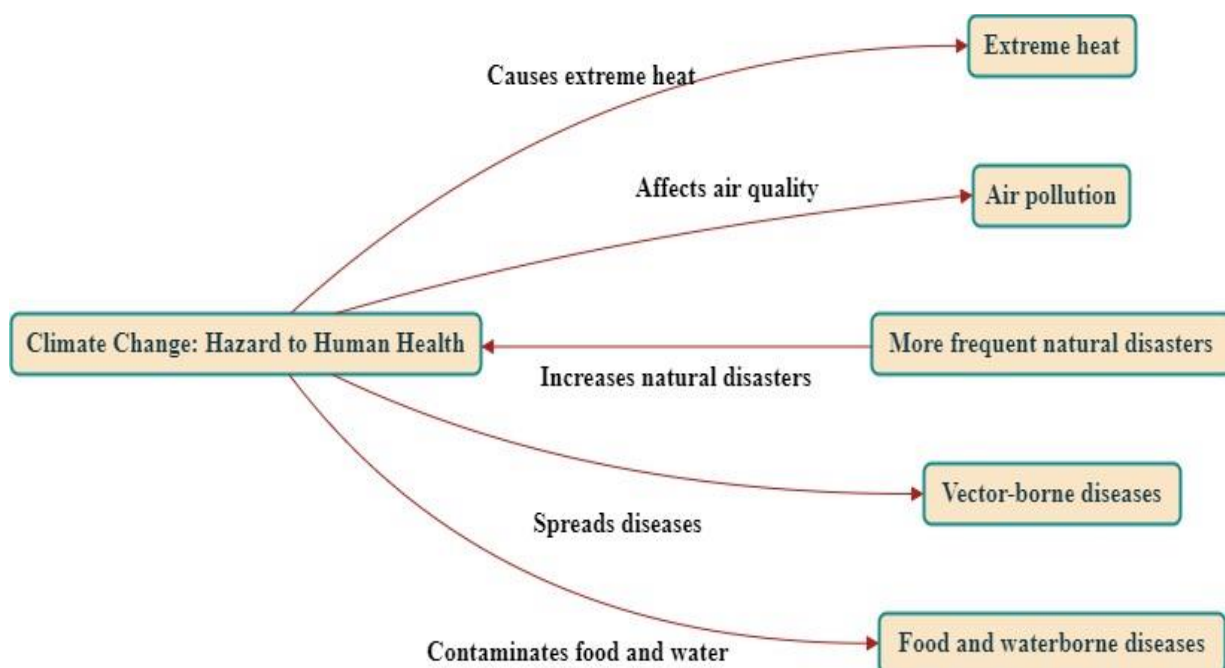 Extreme heat
Causes extreme heat
Affects air quality
Air pollution
Climate Change: Hazard to Human Health
More frequent natural disasters
Increases natural disasters
Vector-borne diseases
Spreads diseases
Food and waterborne diseases
Contaminates food and water